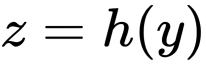 z = h(y)